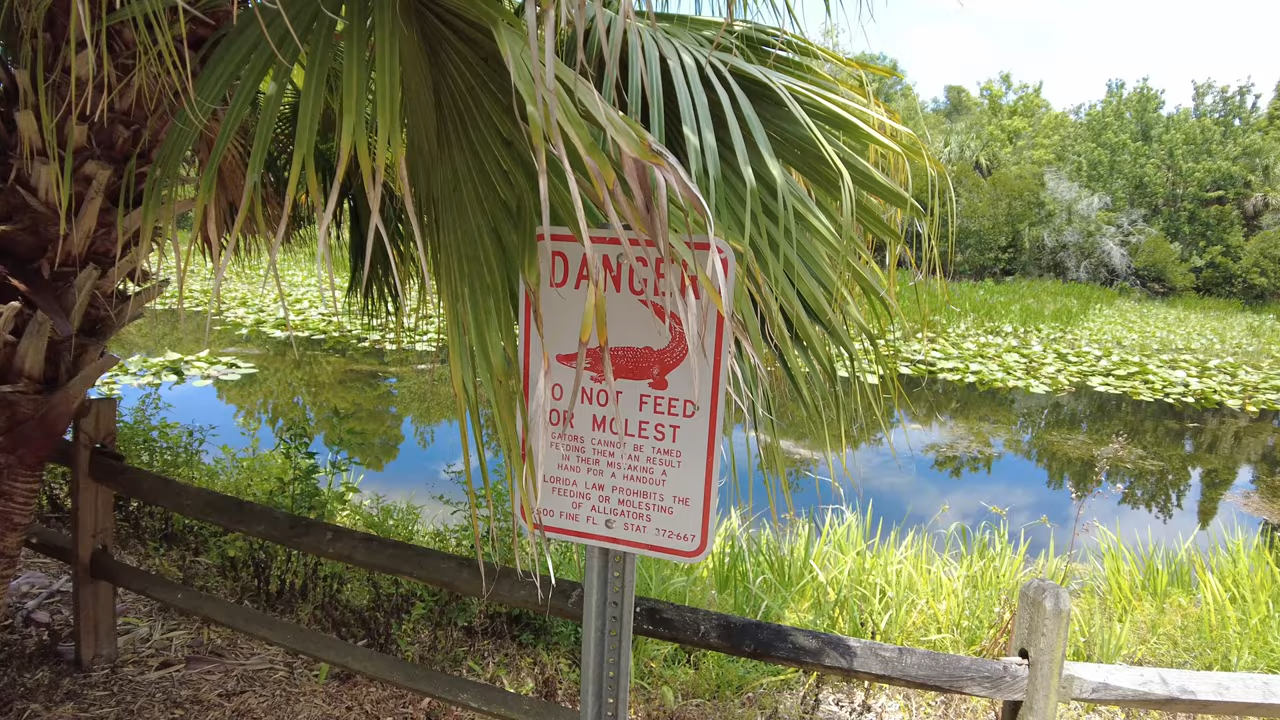 DANGER
O NOT FEED
OR MOLEST
GATORS CANNOT BE TAMED
FEEDING THEM CAN RESULT
IN THEIR MISTAKING A
HAND FOR A HANDOUT
LORIDA LAW PROHIBITS THE
FEEDING OR MOLESTING
OF ALLIGATORS
500 FINE FL STAT 372-667